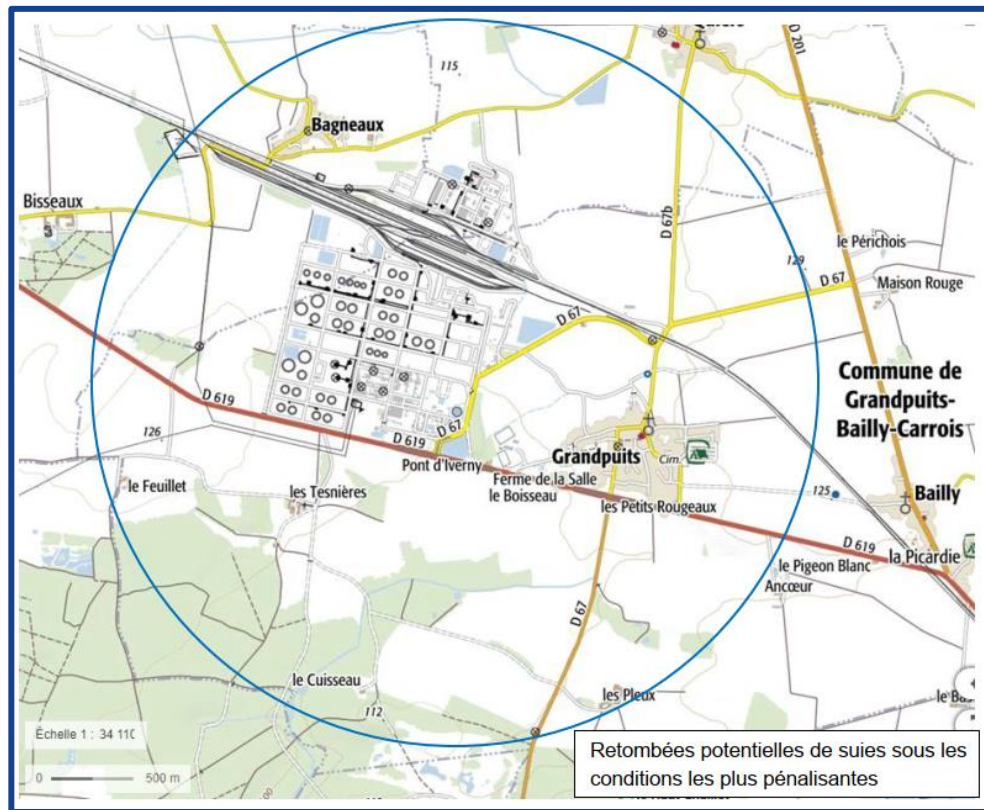 D 201
115
Bagneaux
Bisseaux
D 67b
le Périchois
129
D 67
Maison Rouge
D 67
Commune de
Grandpuits-
Bailly-Carrois
D 619
126
D 67
D 619
Pont d'Iverny
Grandpuits
Cim.
Ferme de la Salle
le Boisseau
125
Bailly
le Feuillet
les Tesnières
les Petits Rougeaux
D 619
la Picardie
le Pigeon Blanc
Ancœur
D 67
le Cuisseau
les Pleux
112
Échelle 1 : 34 110
0 500 m
Retombées potentielles de suies sous les
conditions les plus pénalisantes